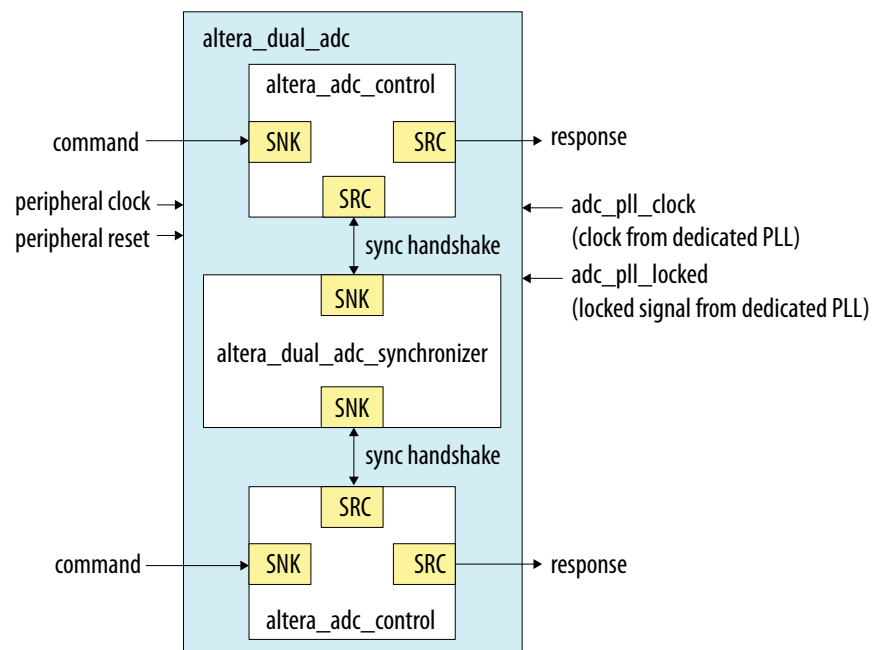 altera_dual_adc
altera_adc_control
command
SNK
SRC
response
peripheral clock
peripheral reset
SRC
adc_pll_clock
(clock from dedicated PLL)
sync handshake
adc_pll_locked
(locked signal from dedicated PLL)
SNK
altera_dual_adc_synchronizer
SNK
sync handshake
SRC
command
SNK
SRC
response
altera_adc_control